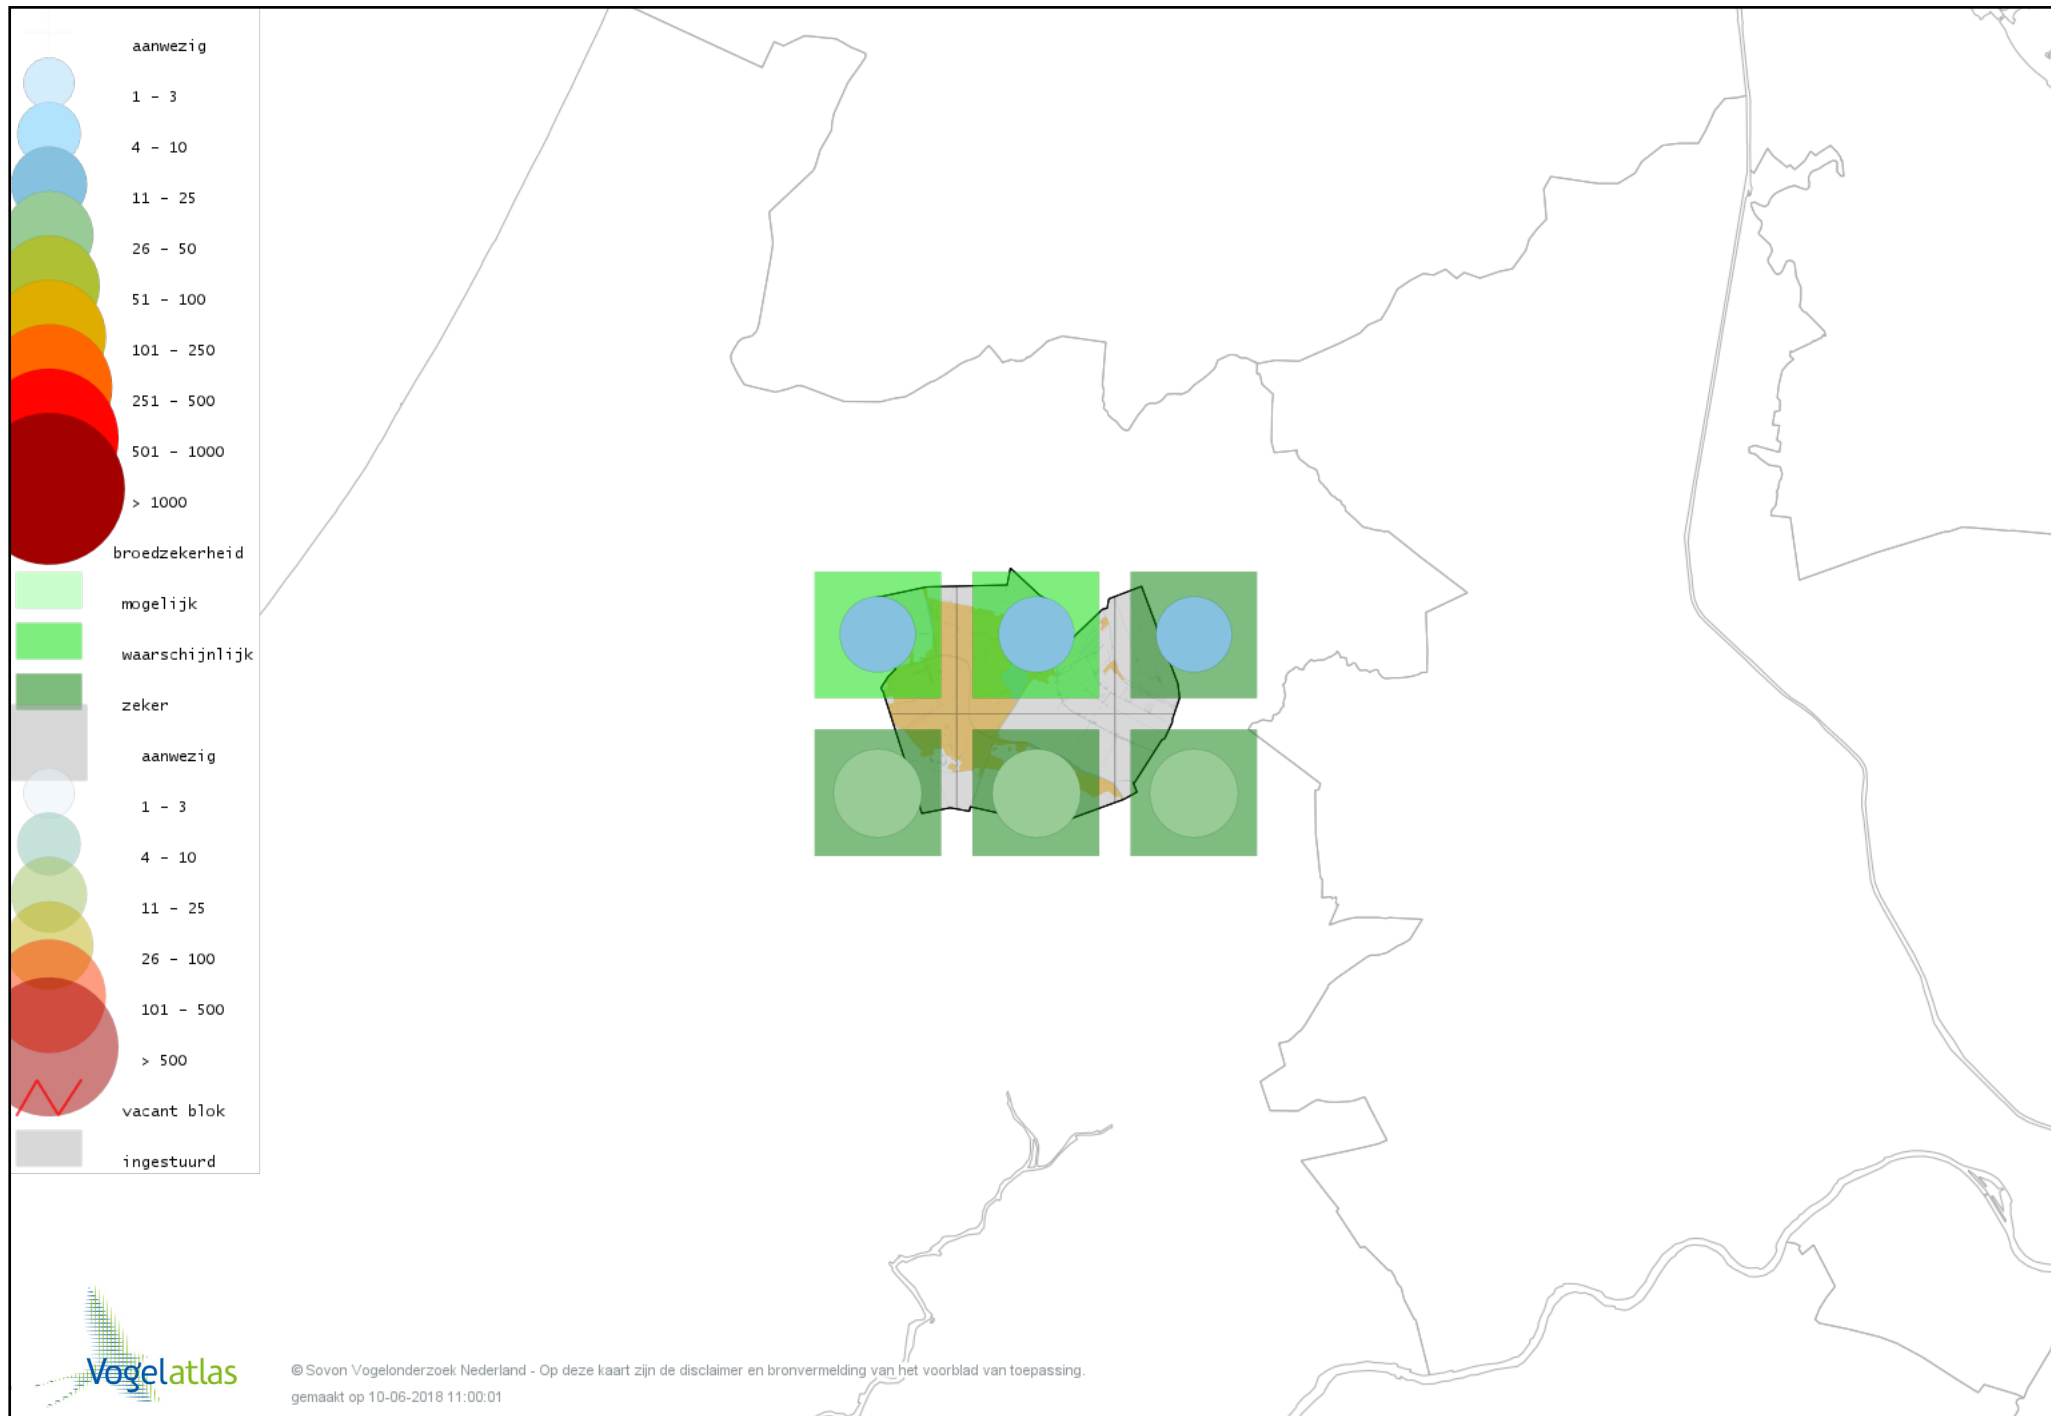 aanwezig
1 - 3
4 - 10
11 - 25
26 - 50
51 - 100
101 - 250
251 - 500
501 - 1000
> 1000
broedzekerheid
mogelijk
waarschijnlijk
zeker
aanwezig
1 - 3
4 - 10
11 - 25
26 - 100
101 - 500
> 500
vacant blok
ingestuurd
Vogelatlas
© Sovon Vogelonderzoek Nederland - Op deze kaart zijn de disclaimer en bronvermelding van het voorblad van toepassing.
gemaakt op 10-06-2018 11:00:01